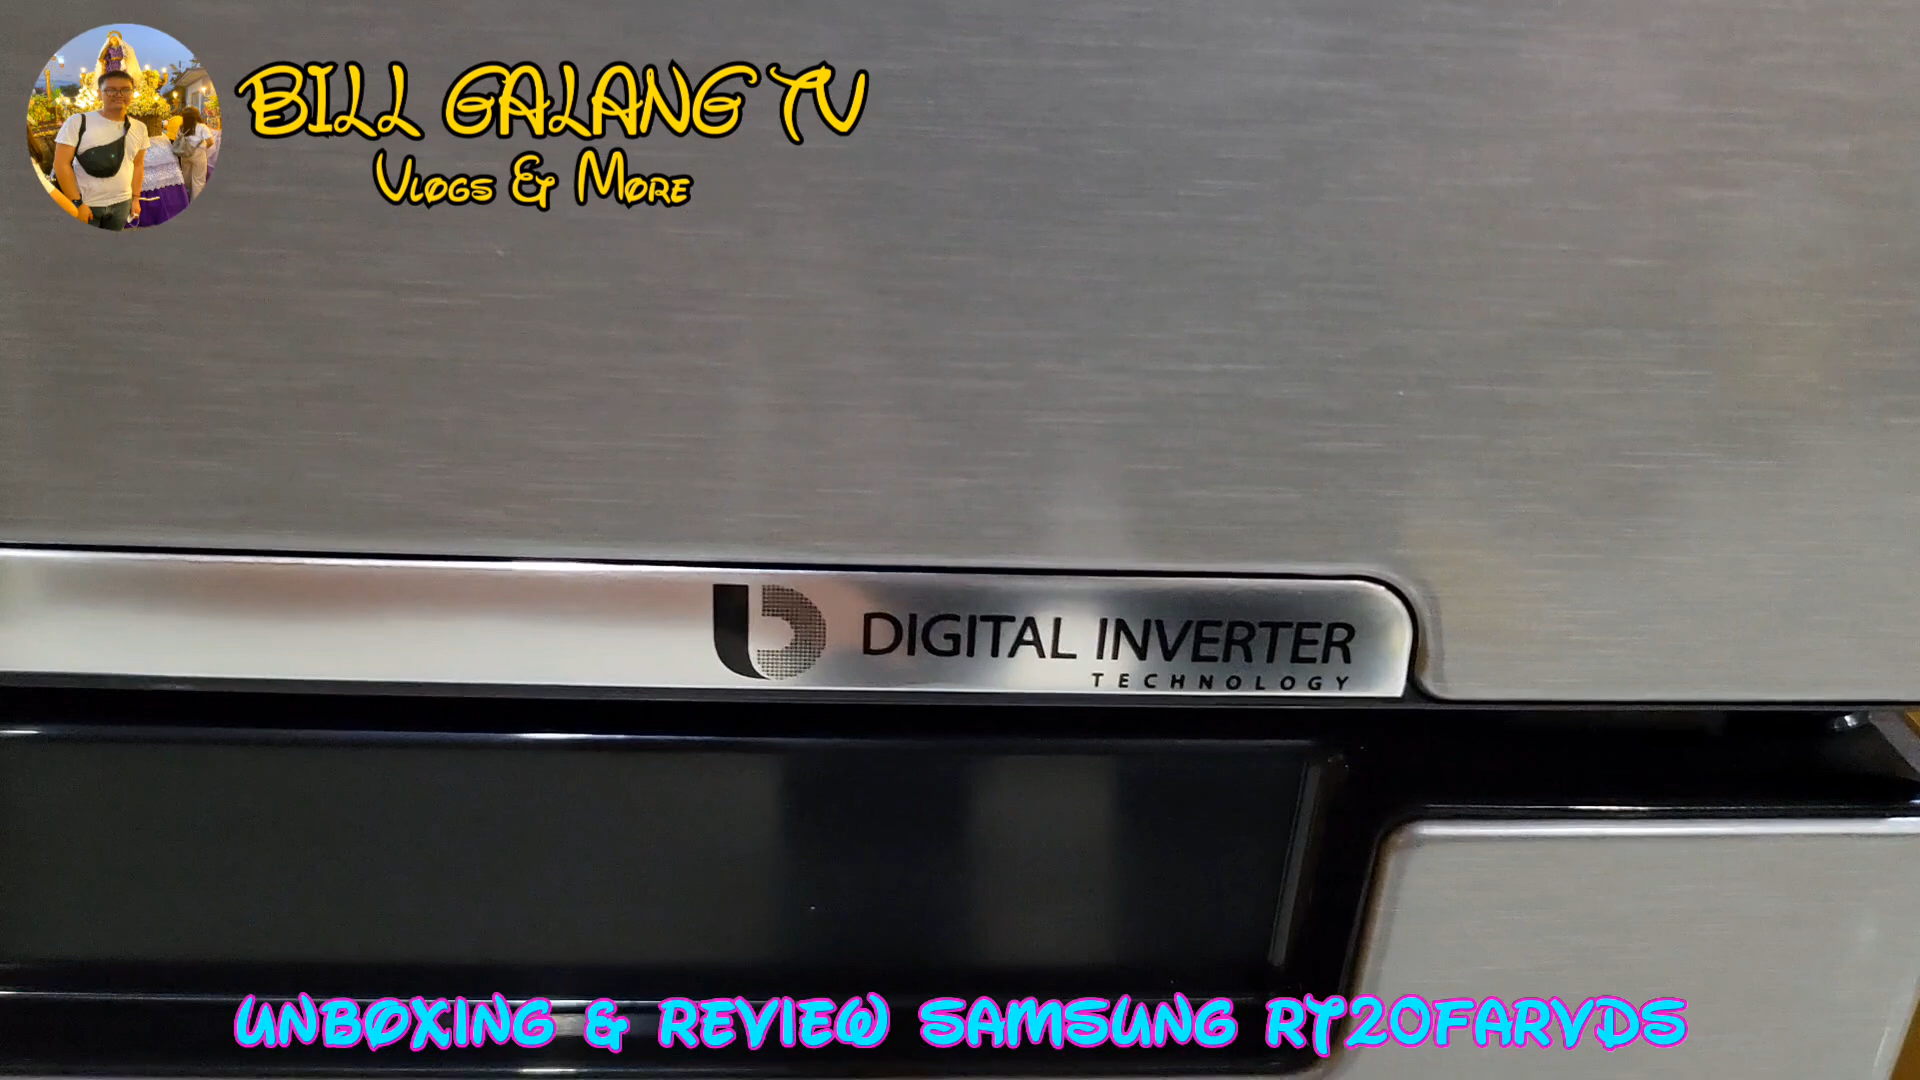 BILL GALANG TV
VLOGS & MORE
DIGITAL INVERTER
TECHNOLOGY
UNBOXING & REVIEW SAMSUNG RT20FARVDS